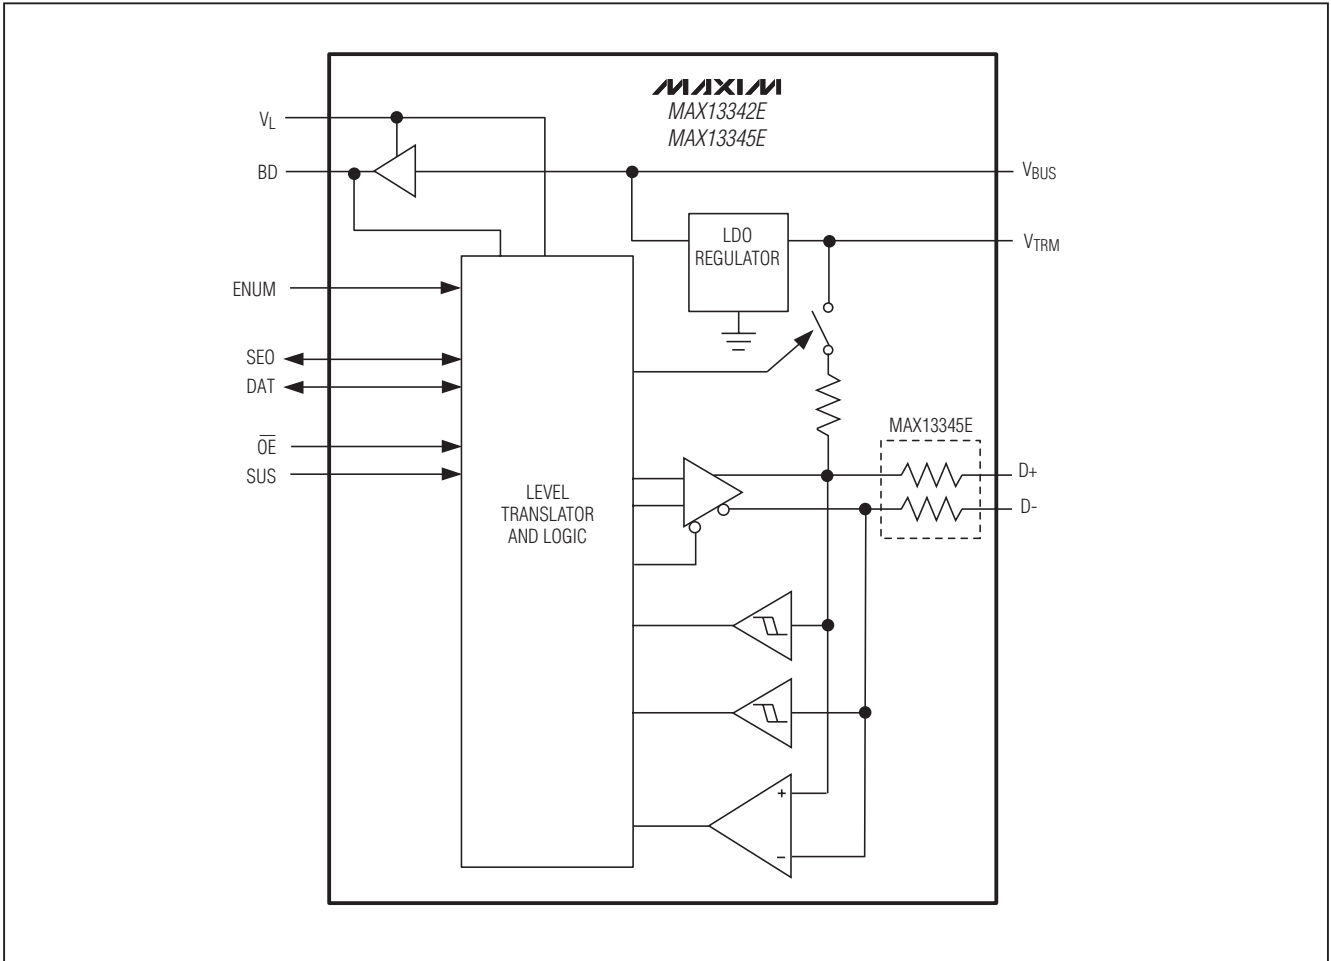 MAXIM
MAX13342E
MAX13345E
VL
BD
VBUS
LDO
REGULATOR
VTRM
ENUM
SEO
DAT
OE
SUS
MAX13345E
D+
D-
LEVEL
TRANSLATOR
AND LOGIC
+
−